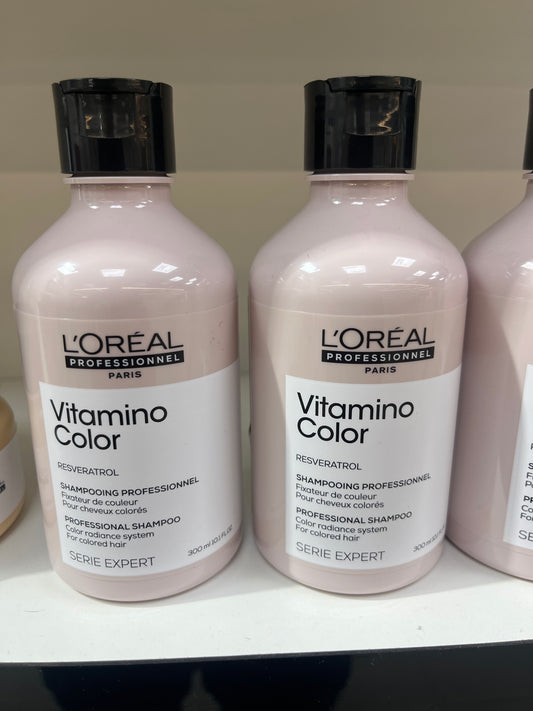 L'ORÉAL
PROFESSIONNEL
PARIS
Vitamino
Color
RESVERATROL
SHAMPOOING PROFESSIONNEL
Fixateur de couleur
Pour cheveux colorés
PROFESSIONAL SHAMPOO
Color radiance system
For colored hair
SERIE EXPERT
300 ml |10.1 FL.OZ
L'ORÉAL
PROFESSIONNEL
PARIS
Vitamino
Color
RESVERATROL
SHAMPOOING PROFESSIONNEL
Fixateur de couleur
Pour cheveux colorés
PROFESSIONAL SHAMPOO
Color radiance system
For colored hair
SERIE EXPERT
300 ml